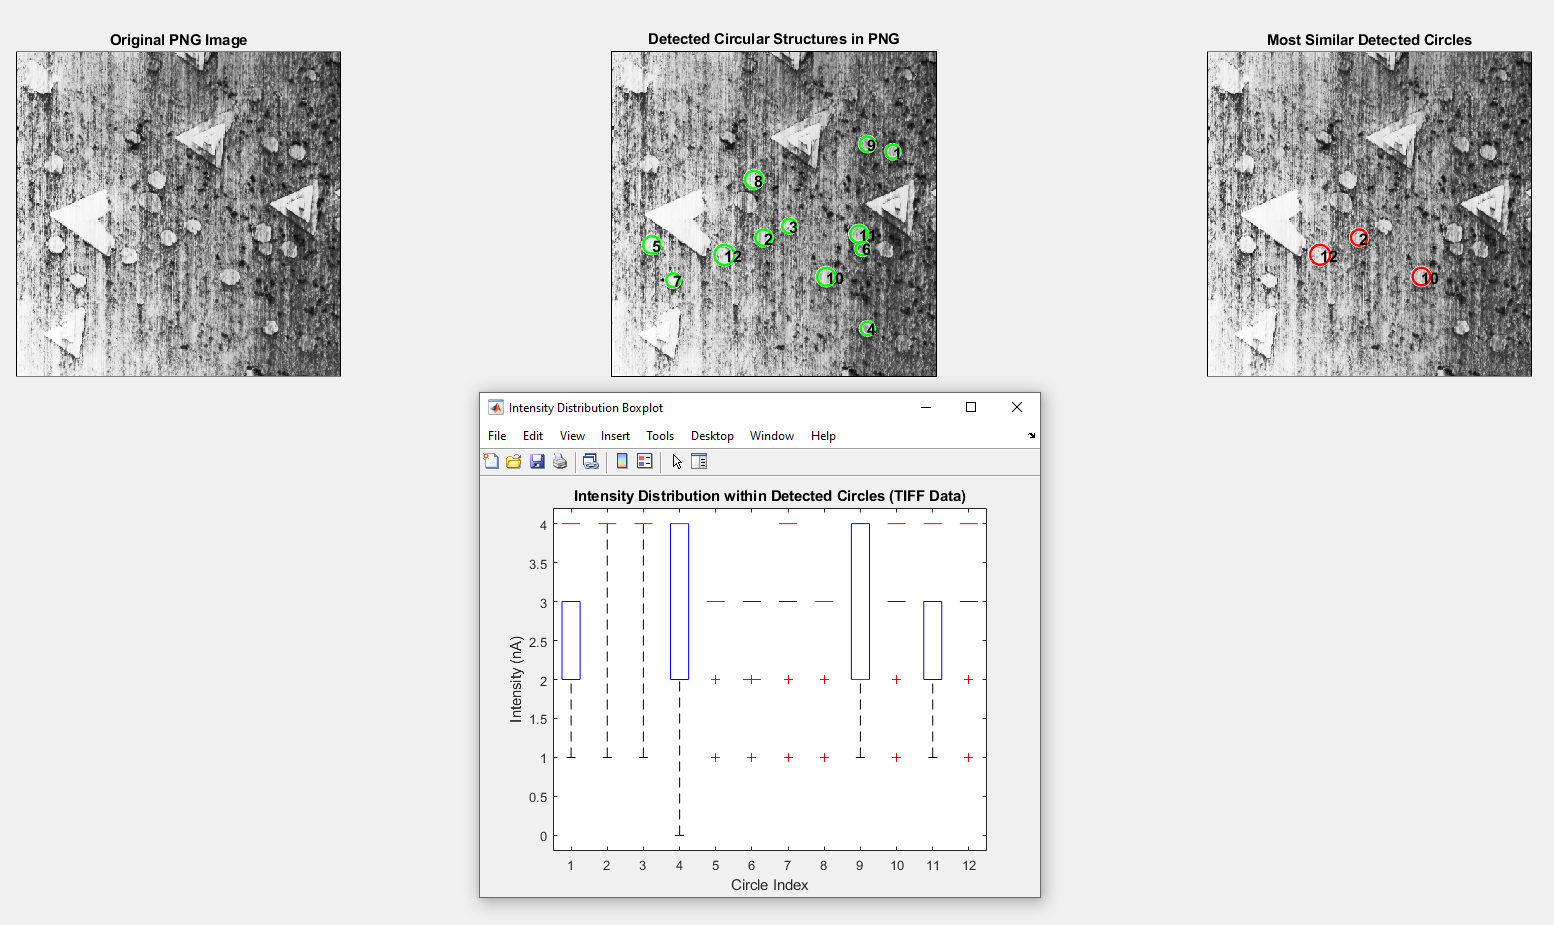 Original PNG Image
Detected Circular Structures in PNG
Most Similar Detected Circles
9
1
8
3
2
1
5
6
12
7
10
4
2
12
10
Intensity Distribution Boxplot
File Edit View Insert Tools Desktop Window Help
Intensity Distribution within Detected Circles (TIFF Data)
4
3.5
3
2.5
2
1.5
1
0.5
0
Intensity (nA)
1 2 3 4 5 6 7 8 9 10 11 12
Circle Index